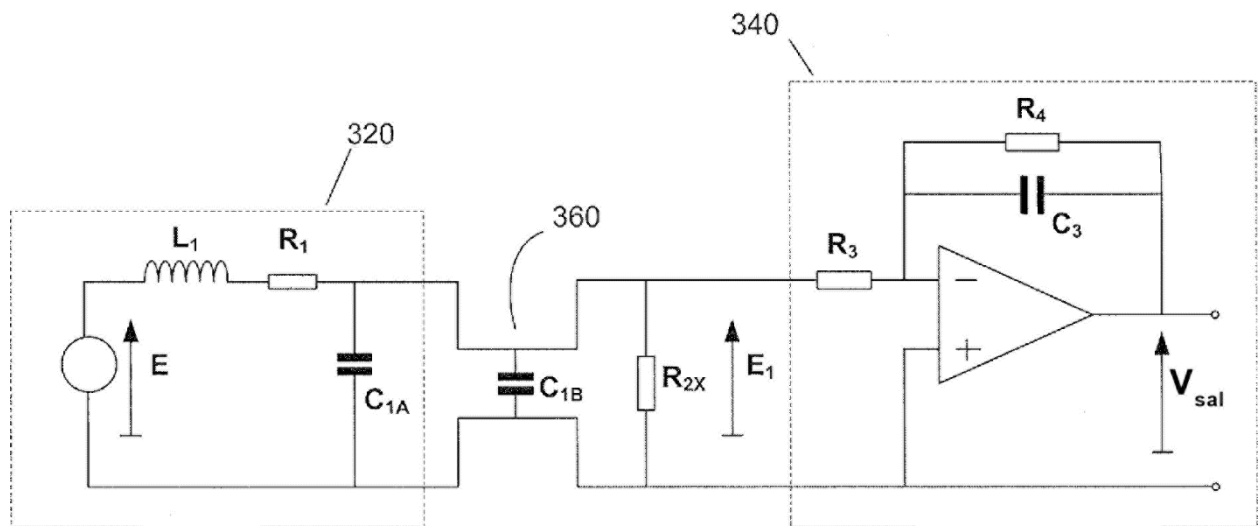 340
R₄
320
360
C₃
L₁
R₁
R₃
−
E
C₁A
C₁B
R₂X
E₁
+
Vsal